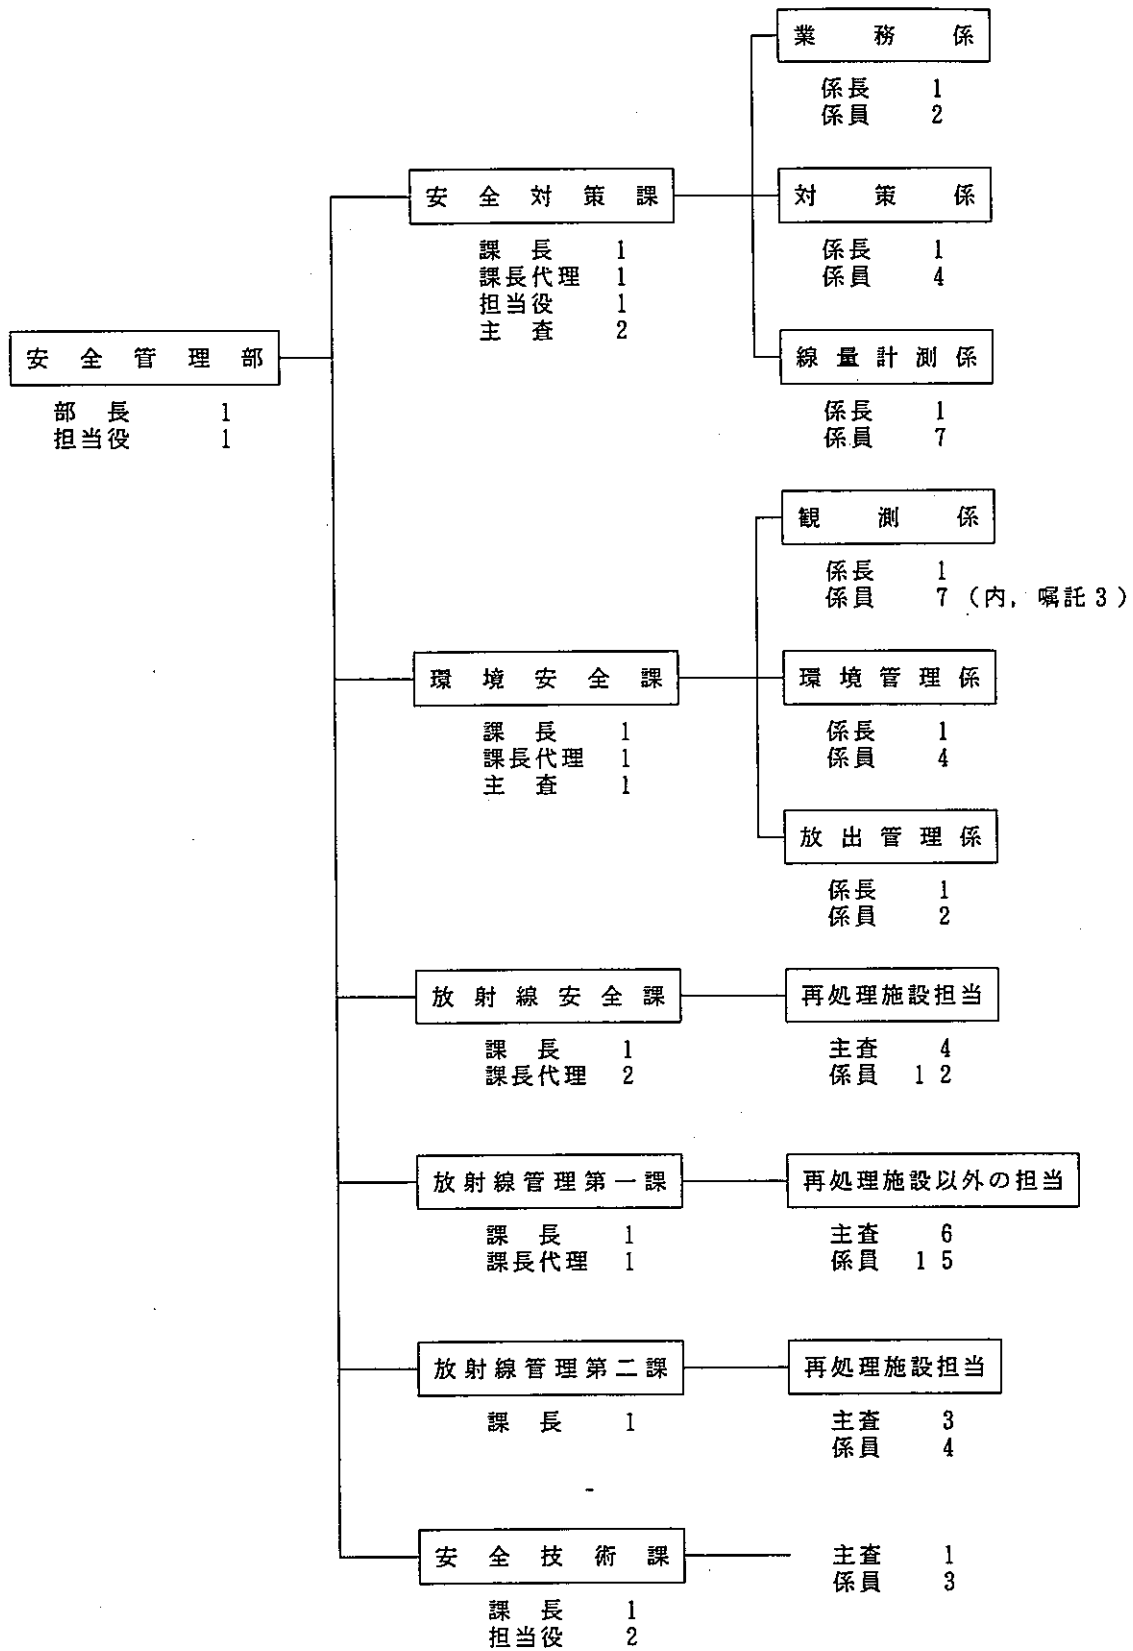 安全管理部
部長 1
担当役 1
安全対策課
課長 1
課長代理 1
担当役 1
主査 2
業務係
係長 1
係員 2
対策係
係長 1
係員 4
線量計測係
係長 1
係員 7
環境安全課
課長 1
課長代理 1
主査 1
観測係
係長 1
係員 7 (内, 嘱託3)
環境管理係
係長 1
係員 4
放出管理係
係長 1
係員 2
放射線安全課
課長 1
課長代理 2
再処理施設担当
主査 4
係員 12
放射線管理第一課
課長 1
課長代理 1
再処理施設以外の担当
主査 6
係員 15
放射線管理第二課
課長 1
再処理施設担当
主査 3
係員 4
安全技術課
課長 1
担当役 2
主査 1
係員 3